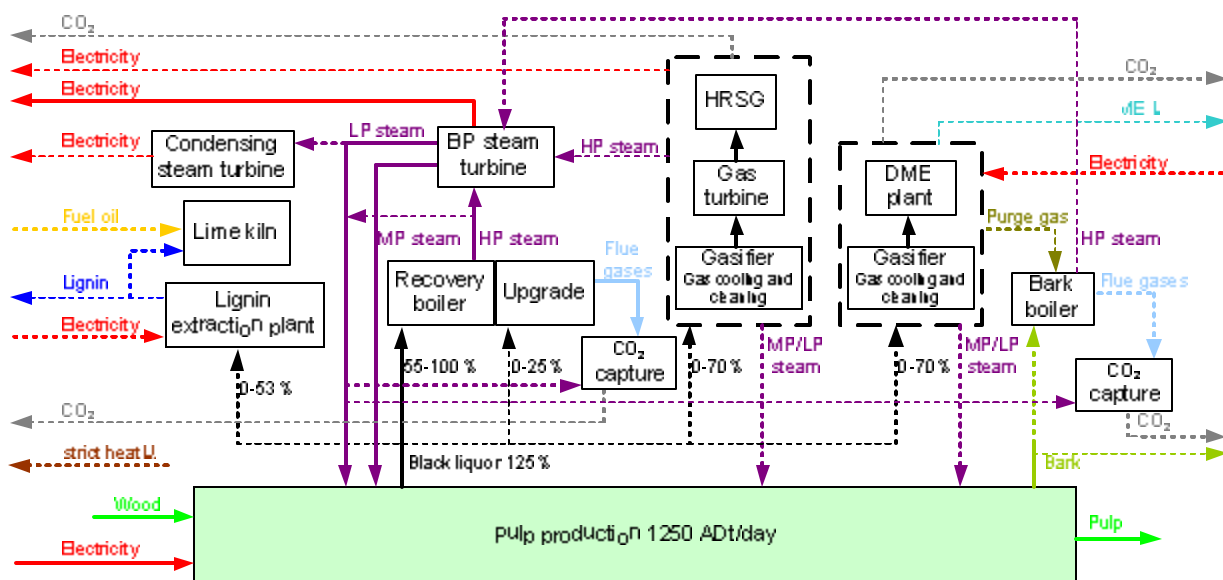 CO₂
Electricity
Electricity
HRSG
CO₂
LP steam
BP steam
turbine
HP steam
Electricity
Condensing
steam turbine
Gas
turbine
DME
plant
Electricity
Fuel oil
Lime kiln
MP steam
HP steam
Flue
gases
Purge gas
HP steam
Gasifier
Gas cooling and
cleaning
Gasifier
Gas cooling and
cleaning
Recovery
boiler
Upgrade
Bark
boiler
Flue gases
Lignin
Lignin
extraction plant
Electricity
55-100 %
0-25 %
CO₂
capture
0-70 %
MP/LP
steam
0-70 %
MP/LP
steam
CO₂
capture
0-53 %
CO₂
CO₂
strict heat
Black liquor 125 %
Bark
Wood
Pulp production 1250 ADt/day
Pulp
Electricity